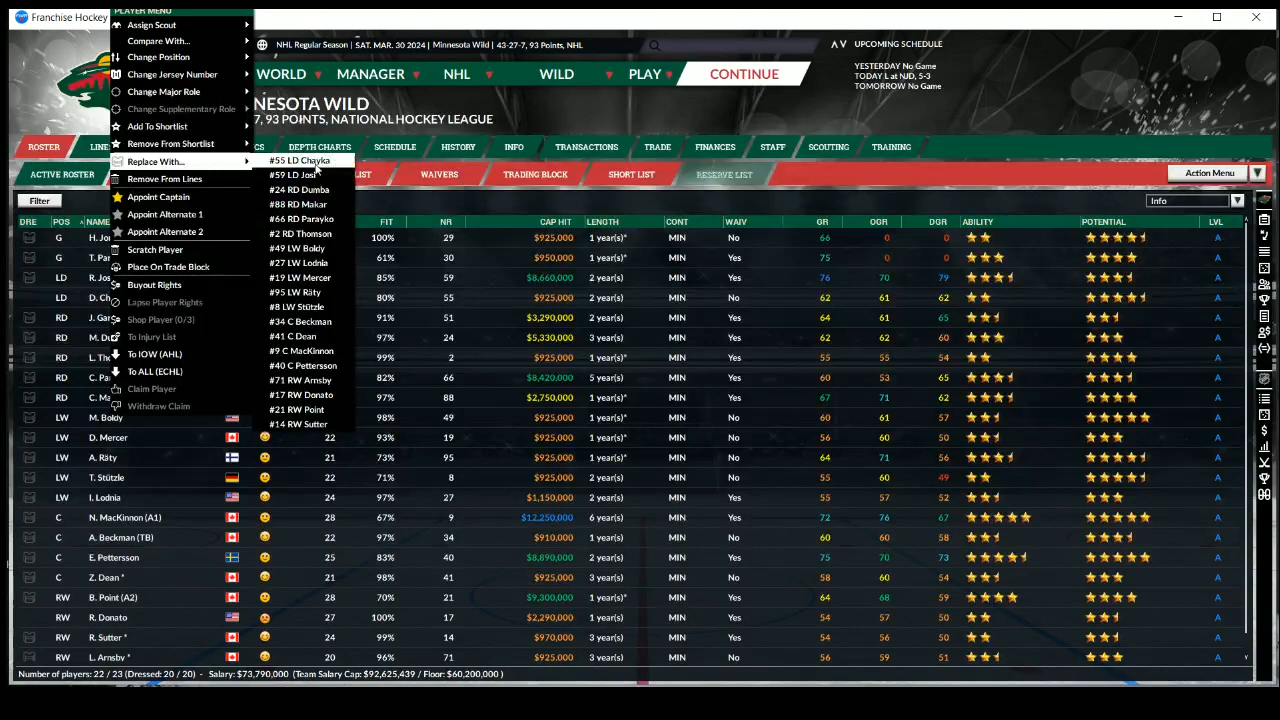 Franchise Hockey
PLAYER MENU
Assign Scout
Compare With...
Change Position
Change Jersey Number
Change Major Role
Change Supplementary Role
Add To Shortlist
Remove From Shortlist
Replace With...
Remove From Lines
Appoint Captain
Appoint Alternate 1
Appoint Alternate 2
Scratch Player
Place On Trade Block
Buyout Rights
Lapse Player Rights
Shop Player (0/3)
To Injury List
To IOW (AHL)
To ALL (ECHL)
Claim Player
Withdraw Claim
#55 LD Chayka
#59 LD Josi
#24 RD Dumba
#88 RD Makar
#66 RD Parayko
#2 RD Thomson
#49 LW Boldy
#27 LW Lodnia
#19 LW Mercer
#95 LW Räty
#8 LW Stützle
#34 C Beckman
#41 C Dean
#9 C MacKinnon
#40 C Pettersson
#71 RW Arnsby
#17 RW Donato
#21 RW Point
#14 RW Sutter
NHL Regular Season | SAT. MAR. 30 2024 | Minnesota Wild | 43-27-7, 93 Points, NHL
UPCOMING SCHEDULE
YESTERDAY No Game
TODAY L at NJD, 5-3
TOMORROW No Game
WORLD MANAGER NHL WILD PLAY CONTINUE
NESOTA WILD
7, 93 POINTS, NATIONAL HOCKEY LEAGUE
ROSTER LINE CS DEPTH CHARTS SCHEDULE HISTORY INFO TRANSACTIONS TRADE FINANCES STAFF SCOUTING TRAINING
ACTIVE ROSTER LIST WAIVERS TRADING BLOCK SHORT LIST RESERVE LIST Action Menu
Filter Info
DRE POS NAME FIT NR CAP HIT LENGTH CONT WAIV GR OGR DGR ABILITY POTENTIAL LVL
G H. Jo 100% 29 $925,000 1 year(s)* MIN No 66 0 0 A
G T. Pa 61% 30 $950,000 1 year(s)* MIN Yes 75 0 0 A
LD R. Jos 85% 59 $8,660,000 2 year(s) MIN Yes 76 70 79 A
LD D. Ch 80% 55 $925,000 2 year(s) MIN No 62 61 62 A
RD J. Gar 91% 51 $3,290,000 2 year(s) MIN Yes 64 61 65 A
RD M. Du 97% 24 $5,330,000 3 year(s) MIN Yes 62 62 60 A
RD L. Tho 99% 2 $925,000 1 year(s)* MIN Yes 55 55 54 A
RD C. Par 82% 66 $8,420,000 5 year(s) MIN Yes 60 53 65 A
RD C. Ma 97% 88 $2,750,000 1 year(s)* MIN Yes 67 71 62 A
LW M. Boldy 98% 49 $925,000 1 year(s)* MIN No 60 61 57 A
LW D. Mercer 22 93% 19 $925,000 1 year(s)* MIN No 56 60 50 A
LW A. Räty 21 73% 95 $925,000 1 year(s)* MIN Yes 64 71 56 A
LW T. Stützle 22 71% 8 $925,000 2 year(s) MIN Yes 55 60 49 A
LW I. Lodnia 24 97% 27 $1,150,000 2 year(s) MIN Yes 55 57 52 A
C N. MacKinnon (A1) 28 67% 9 $12,250,000 6 year(s) MIN Yes 72 76 67 A
C A. Beckman (TB) 22 97% 34 $910,000 1 year(s)* MIN No 60 60 58 A
C E. Pettersson 25 83% 40 $8,890,000 2 year(s) MIN Yes 75 70 73 A
C Z. Dean * 21 98% 41 $925,000 3 year(s) MIN No 58 60 54 A
RW B. Point (A2) 28 70% 21 $9,300,000 1 year(s)* MIN Yes 64 68 59 A
RW R. Donato 27 100% 17 $2,290,000 1 year(s)* MIN Yes 54 57 50 A
RW R. Sutter * 24 99% 14 $970,000 3 year(s) MIN Yes 54 56 50 A
RW L. Arnsby * 20 96% 71 $925,000 3 year(s) MIN No 56 59 51 A
Number of players: 22 / 23 (Dressed: 20 / 20) - Salary: $73,790,000 (Team Salary Cap: $92,625,439 / Floor: $60,200,000 )